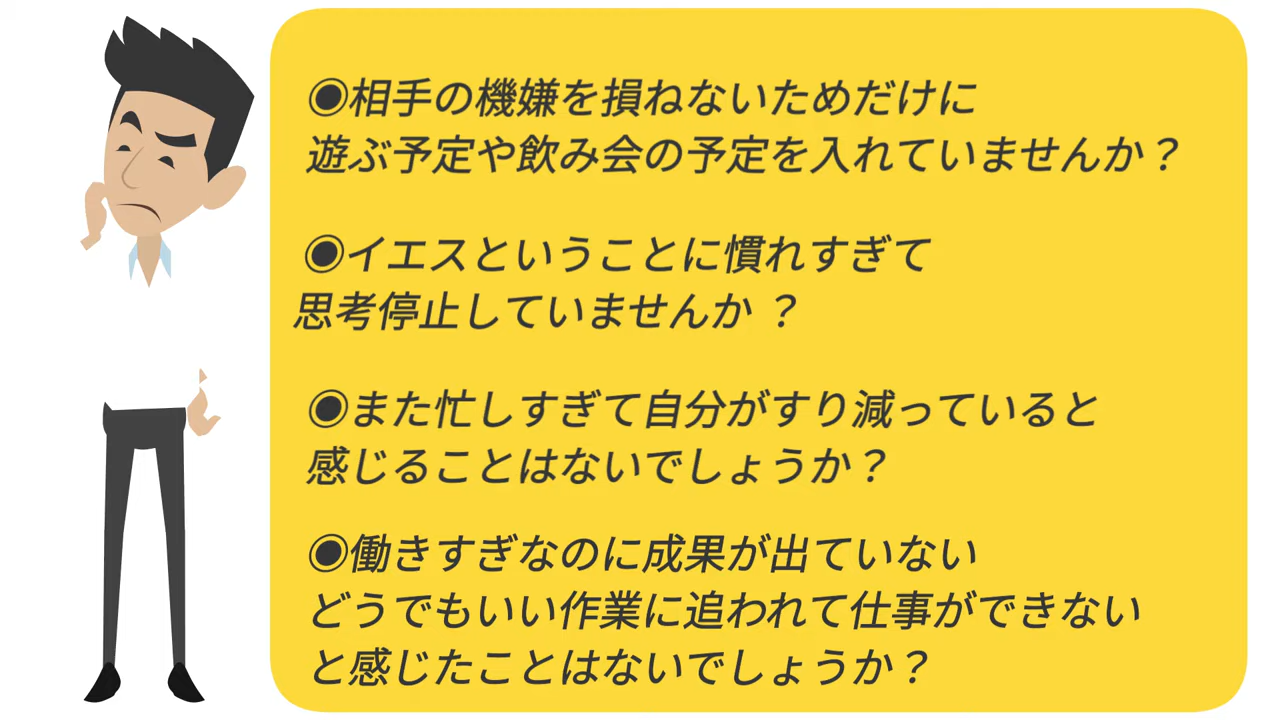 ◉相手の機嫌を損ねないためだけに
遊ぶ予定や飲み会の予定を入れていませんか？
◉イエスということに慣れすぎて
思考停止していませんか ？
◉また忙しすぎて自分がすり減っていると
感じることはないでしょうか？
◉働きすぎなのに成果が出ていない
どうでもいい作業に追われて仕事ができない
と感じたことはないでしょうか？